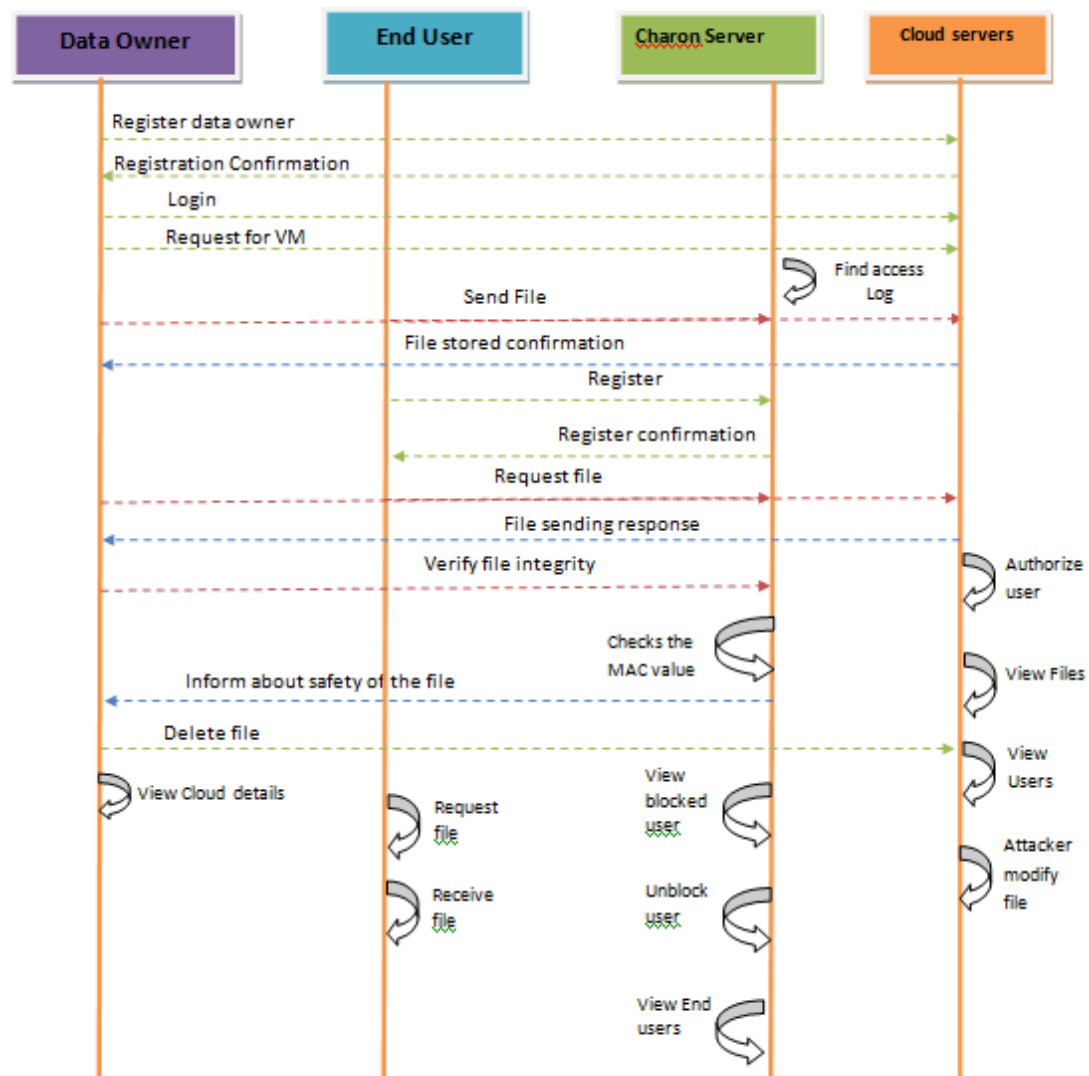 Data Owner
End User
Charon Server
Cloud servers
Register data owner
Registration Confirmation
Login
Request for VM
Find access
Log
Send File
File stored confirmation
Register
Register confirmation
Request file
File sending response
Verify file integrity
Authorize
user
Checks the
MAC value
View Files
Inform about safety of the file
Delete file
View
Users
View Cloud details
Request
file
View
blocked
user
Attacker
modify
file
Receive
file
Unblock
user
View End
users